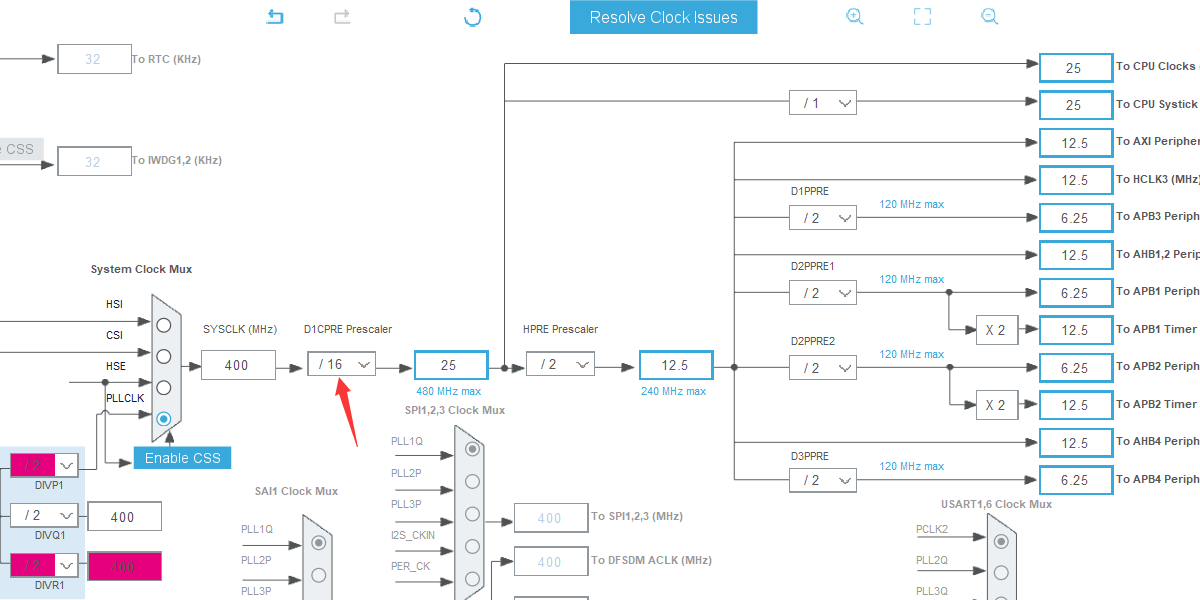 Resolve Clock Issues
32
To RTC (KHz)
CSS
32
To IWDG1,2 (KHz)
25
To CPU Clocks
/ 1
25
To CPU Systick
12.5
To AXI Peripher
12.5
To HCLK3 (MHz)
D1PPRE
120 MHz max
/ 2
6.25
To APB3 Periph
12.5
To AHB1,2 Perip
D2PPRE1
120 MHz max
/ 2
6.25
To APB1 Periph
X 2
12.5
To APB1 Timer
D2PPRE2
120 MHz max
/ 2
6.25
To APB2 Periph
X 2
12.5
To APB2 Timer
12.5
To AHB4 Periph
D3PPRE
120 MHz max
/ 2
6.25
To APB4 Periph
System Clock Mux
HSI
CSI
HSE
PLLCLK
SYSCLK (MHz)
400
D1CPRE Prescaler
/ 16
25
480 MHz max
HPRE Prescaler
/ 2
12.5
240 MHz max
Enable CSS
/ 2
DIVP1
/ 2
400
DIVQ1
/ 2
400
DIVR1
SAI1 Clock Mux
PLL1Q
PLL2P
PLL3P
SPI1,2,3 Clock Mux
PLL1Q
PLL2P
PLL3P
I2S_CKIN
PER_CK
400
To SPI1,2,3 (MHz)
400
To DFSDM ACLK (MHz)
USART1,6 Clock Mux
PCLK2
PLL2Q
PLL3Q